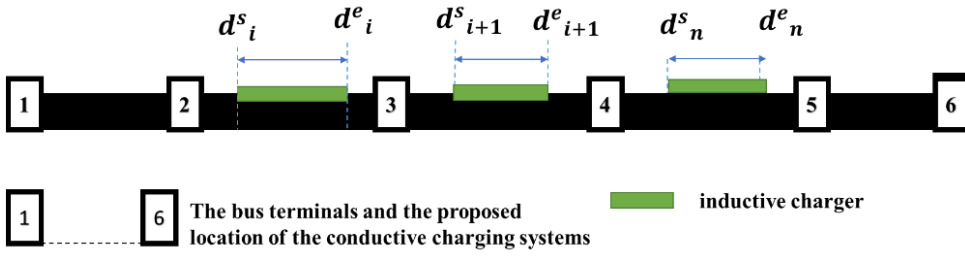 d^s_i d^e_i d^s_{i+1} d^e_{i+1} d^s_n d^e_n
1 2 3 4 5 6
1 6 The bus terminals and the proposed inductive charger
location of the conductive charging systems